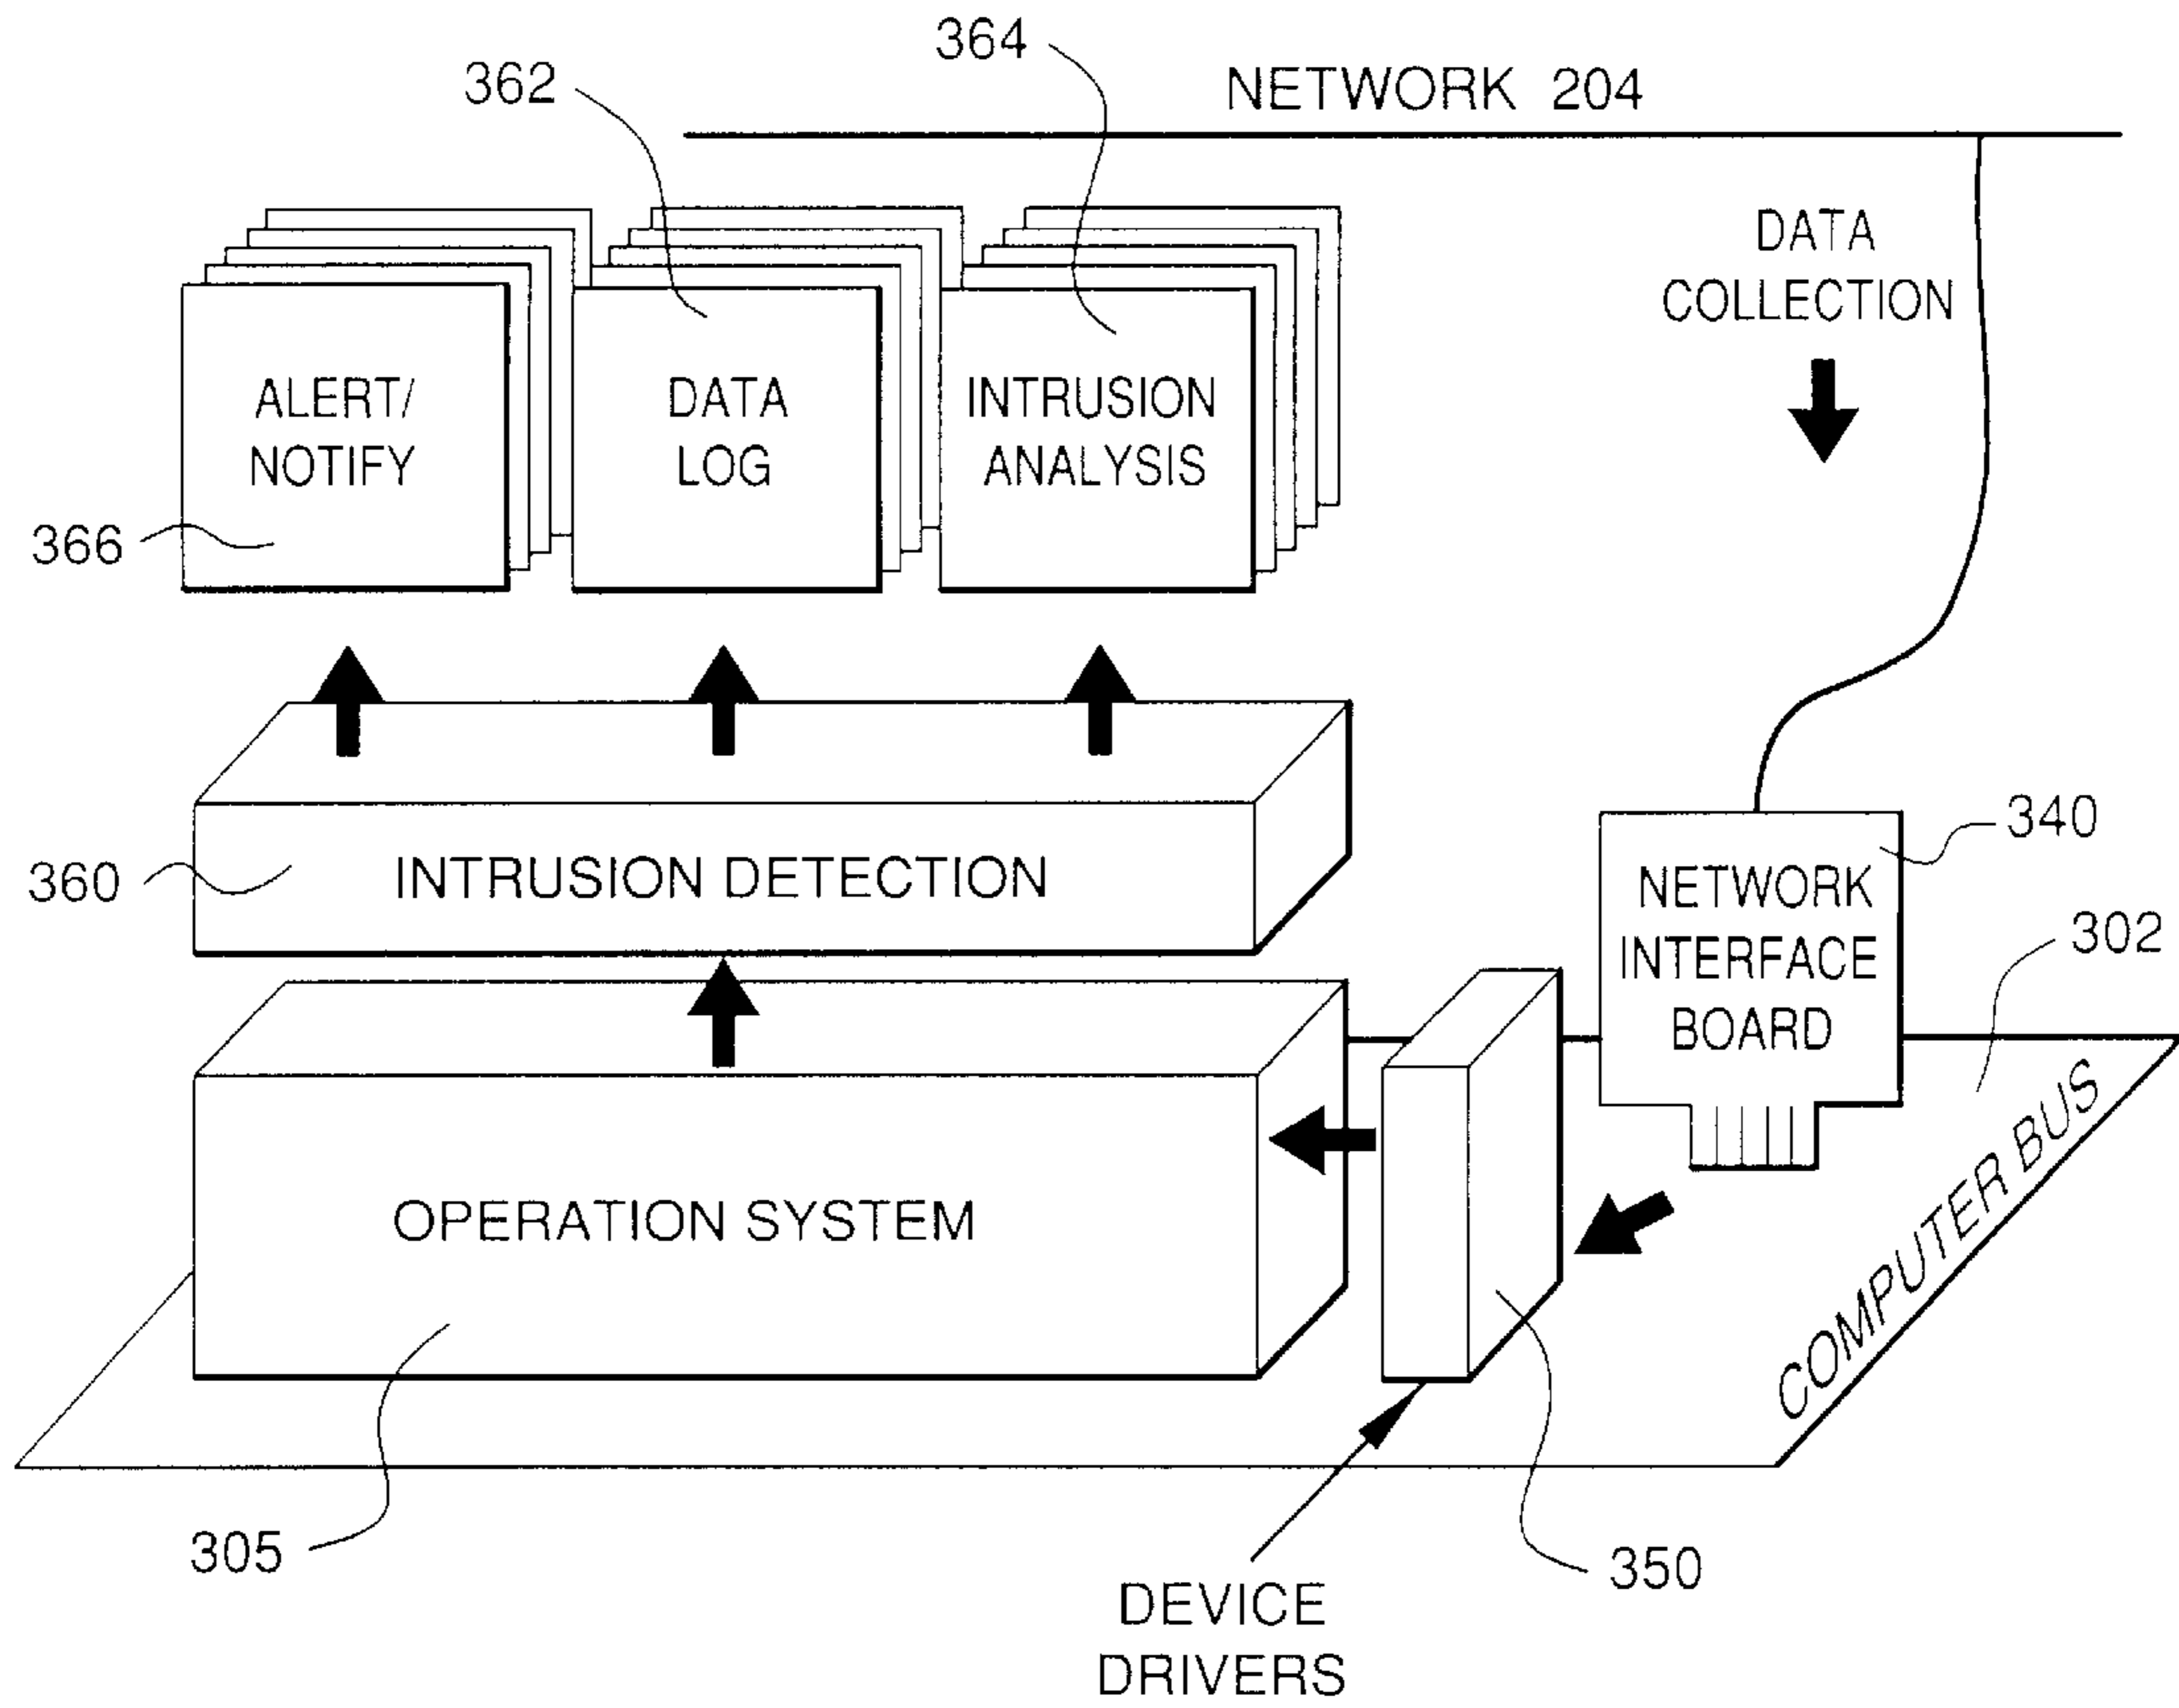 364
362
NETWORK 204
DATA
COLLECTION
ALERT/
NOTIFY
DATA
LOG
INTRUSION
ANALYSIS
366
340
360
INTRUSION DETECTION
NETWORK
INTERFACE
BOARD
302
OPERATION SYSTEM
COMPUTER BUS
305
350
DEVICE
DRIVERS